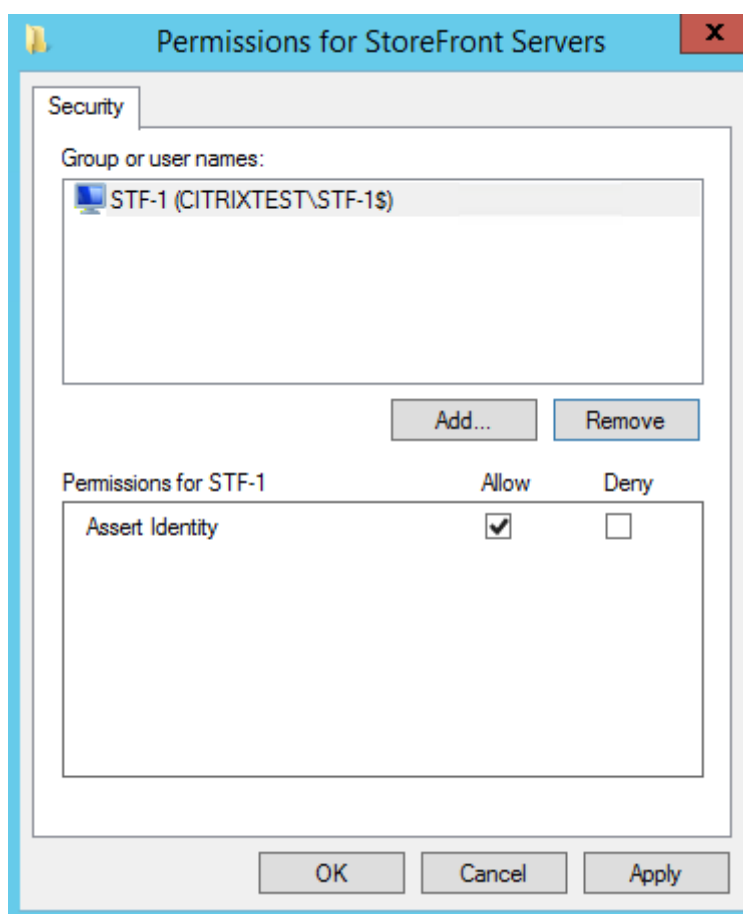 Permissions for StoreFront Servers
x
Security
Group or user names:
STF-1 (CITRIXTEST\STF-1$)
Add... Remove
Permissions for STF-1 Allow Deny
Assert Identity
OK Cancel Apply